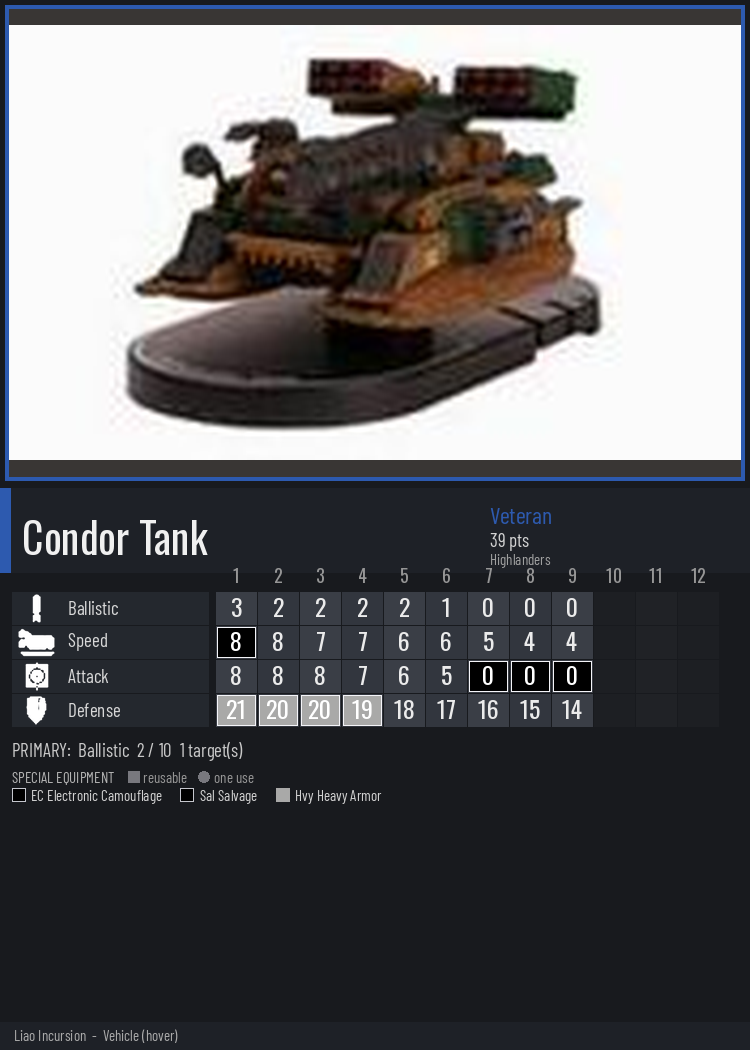 Condor Tank
Veteran
39 pts
Highlanders
1 2 3 4 5 6 7 8 9 10 11 12
Ballistic 3 2 2 2 2 1 0 0 0
Speed 8 8 7 7 6 6 5 4 4
Attack 8 8 8 7 6 5 0 0 0
Defense 21 20 20 19 18 17 16 15 14
PRIMARY: Ballistic 2 / 10 1 target(s)
SPECIAL EQUIPMENT reusable one use
EC Electronic Camouflage Sal Salvage Hvy Heavy Armor
Liao Incursion - Vehicle (hover)